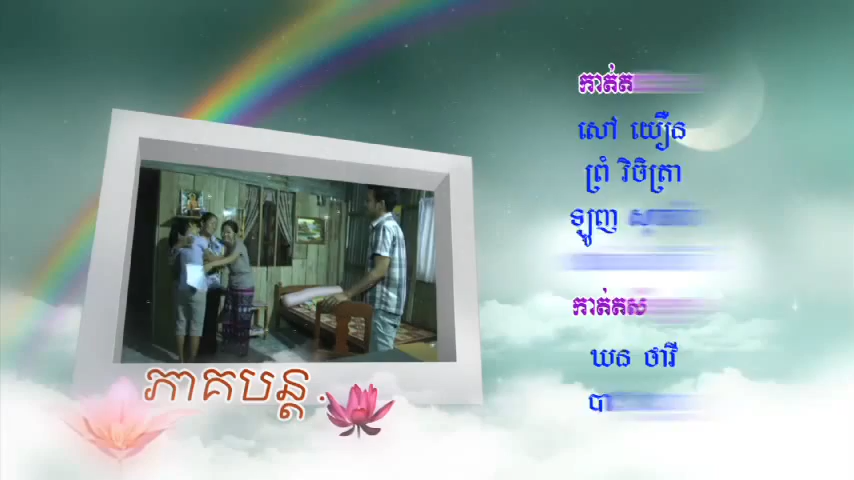 ភាគបន្ត.
កាត់ត
សៅ យឿន
ព្រំ វិចិត្រា
ឡូញ
កាត់តស
ឃន ថារី
បា